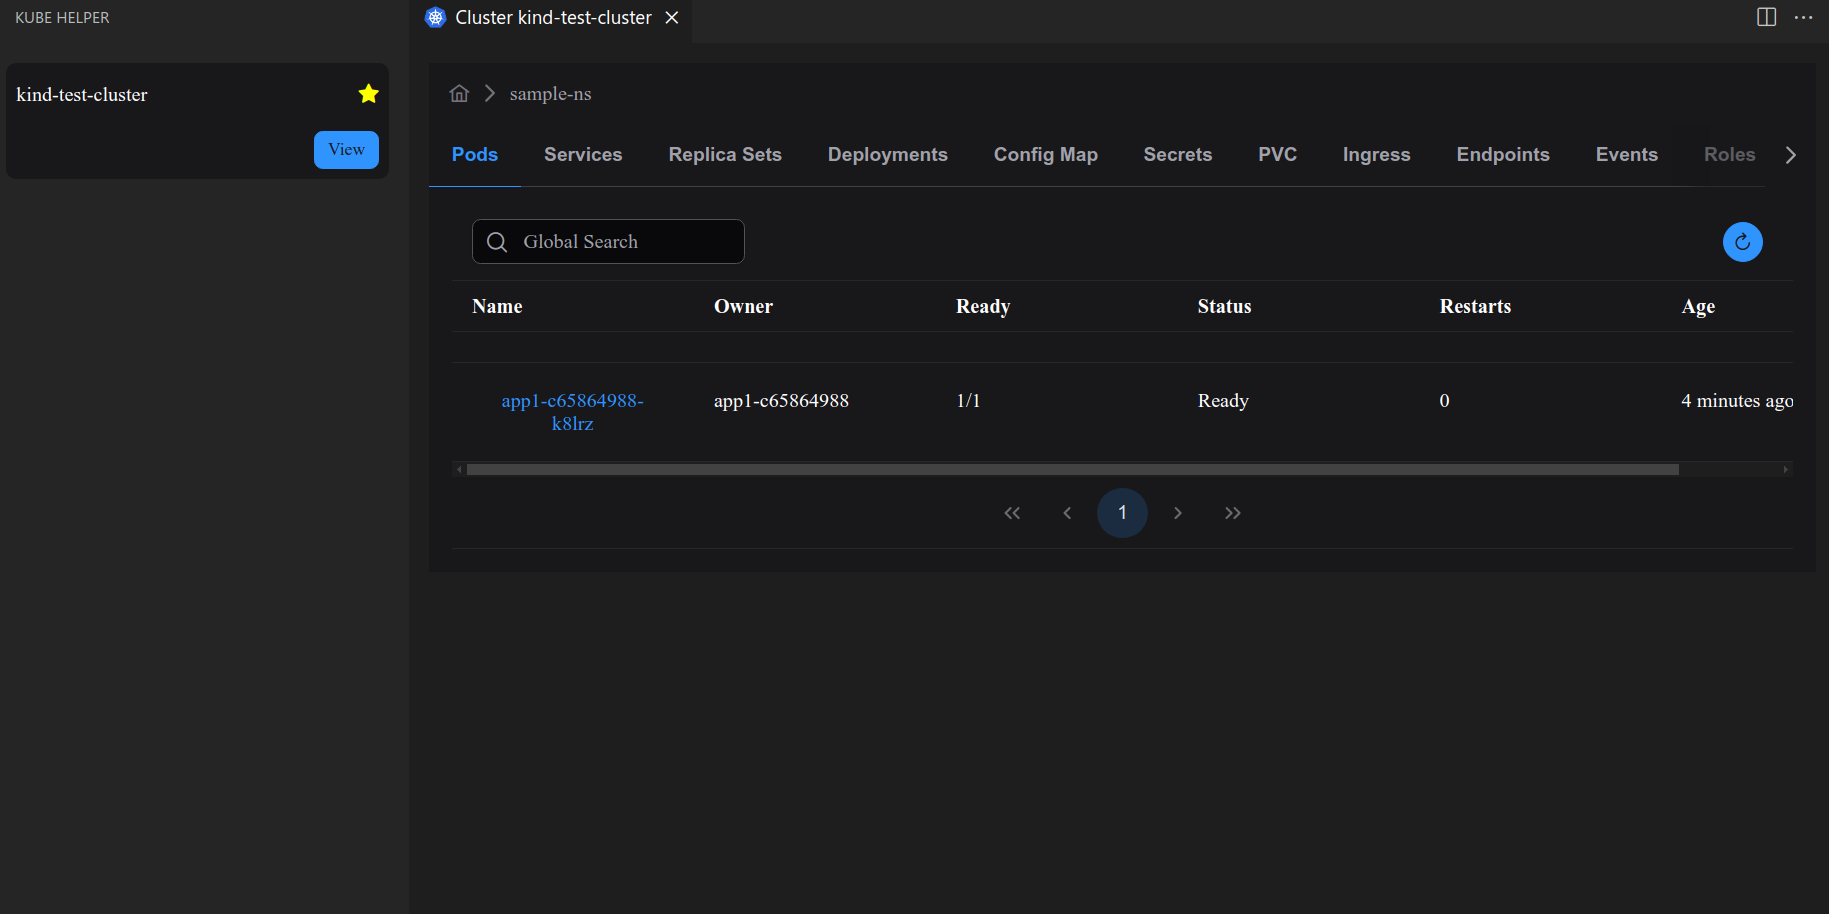 KUBE HELPER
kind-test-cluster
View
Cluster kind-test-cluster
sample-ns
Pods Services Replica Sets Deployments Config Map Secrets PVC Ingress Endpoints Events Roles
Global Search
Name Owner Ready Status Restarts Age
app1-c65864988- app1-c65864988 1/1 Ready 0 4 minutes ago
k8lrz
1